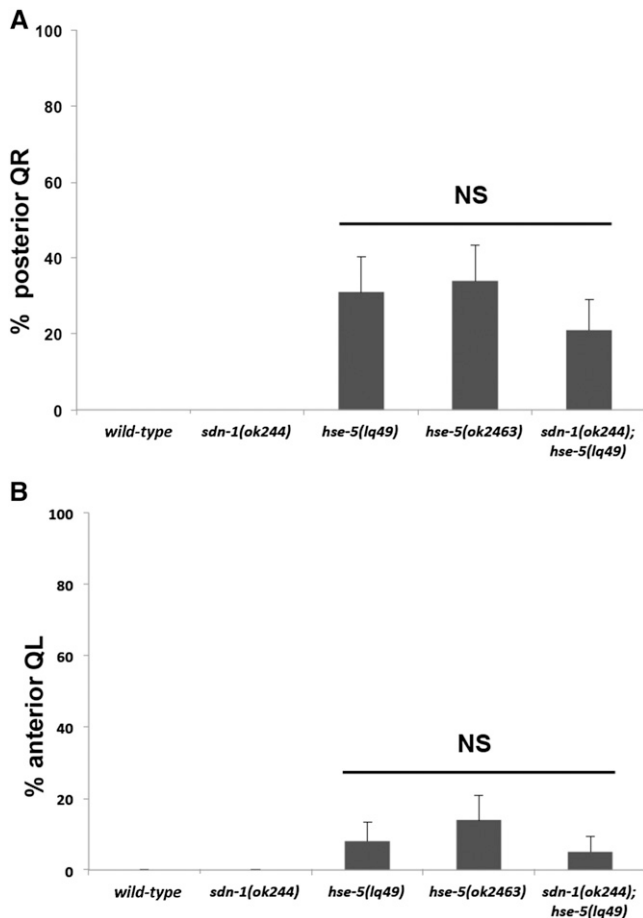 A
% posterior QR
100
80
60
40
20
0
NS
wild-type sdn-1(ok244) hse-5(lq49) hse-5(ok2463) sdn-1(ok244);
hse-5(lq49)
B
% anterior QL
100
80
60
40
20
0
NS
wild-type sdn-1(ok244) hse-5(lq49) hse-5(ok2463) sdn-1(ok244);
hse-5(lq49)